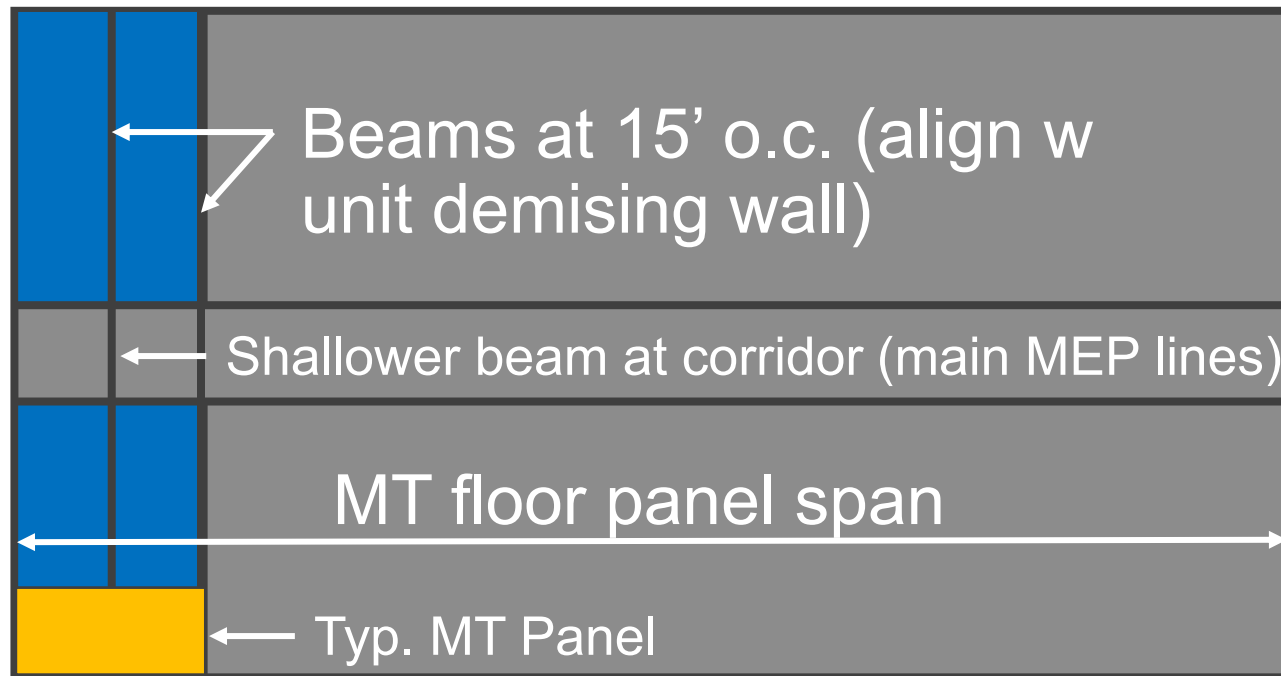 Beams at 15’ o.c. (align w
unit demising wall)
Shallower beam at corridor (main MEP lines)
MT floor panel span
Typ. MT Panel